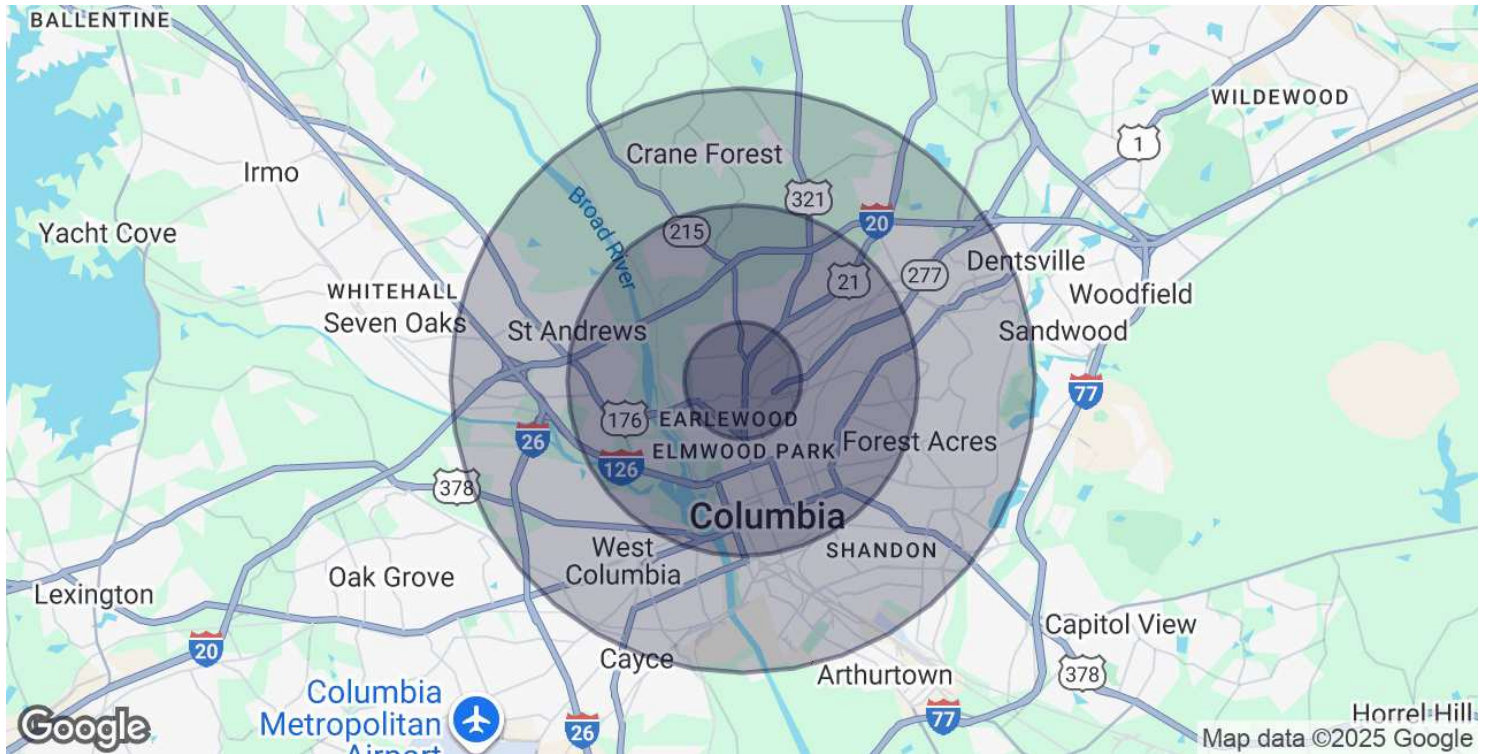 BALLENTINE
WILDEWOOD
1
Crane Forest
Irmo
321
Broad River
20
215
Yacht Cove
Dentsville
277
21
WHITEHALL
Woodfield
Seven Oaks
St Andrews
Sandwood
77
176
EARLEWOOD
26
Forest Acres
ELMWOOD PARK
126
378
Columbia
SHANDON
West
Columbia
Oak Grove
Lexington
Capitol View
20
Cayce
Arthurtown
378
Columbia
Metropolitan
Airport
77
26
Horrel Hill
Google
Map data ©2025 Google